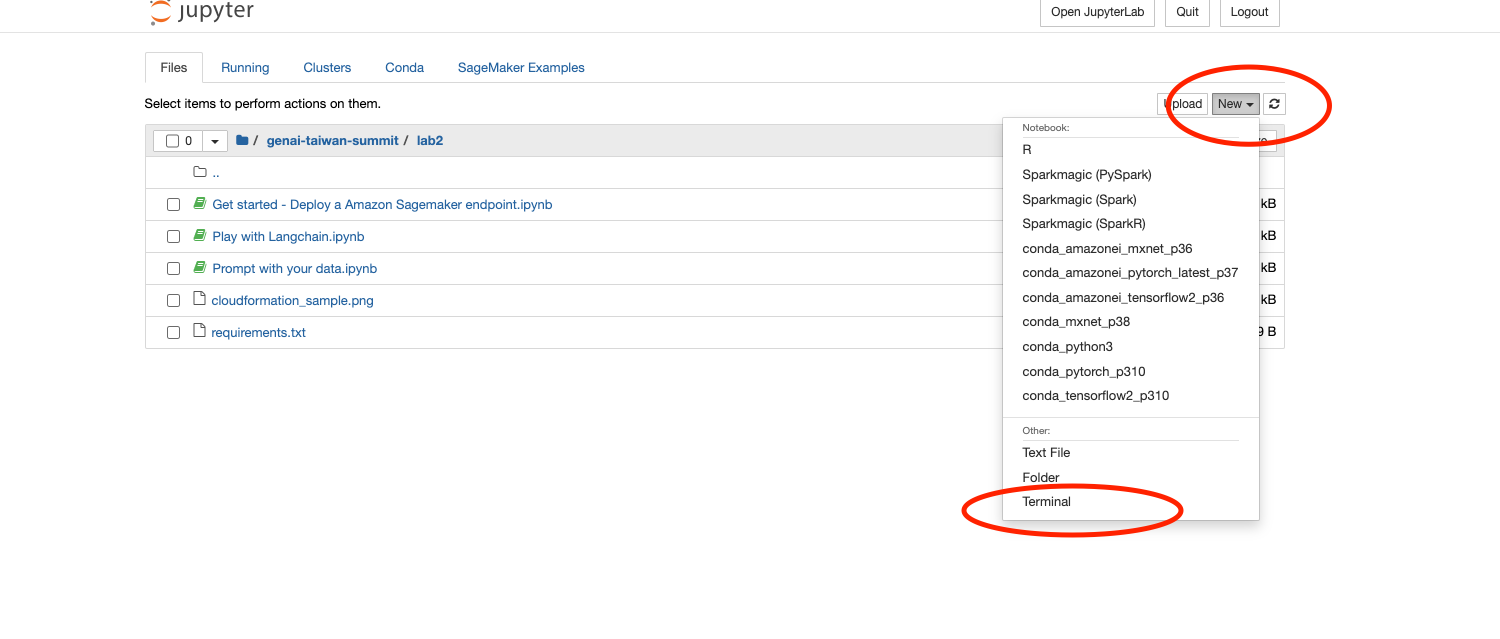 jupyter
Open JupyterLab Quit Logout
Files Running Clusters Conda SageMaker Examples
Select items to perform actions on them.
Upload New
0 / genai-taiwan-summit / lab2
..
Get started - Deploy a Amazon Sagemaker endpoint.ipynb
kB
Play with Langchain.ipynb
kB
Prompt with your data.ipynb
kB
cloudformation_sample.png
kB
requirements.txt
B
Notebook:
R
Sparkmagic (PySpark)
Sparkmagic (Spark)
Sparkmagic (SparkR)
conda_amazonei_mxnet_p36
conda_amazonei_pytorch_latest_p37
conda_amazonei_tensorflow2_p36
conda_mxnet_p38
conda_python3
conda_pytorch_p310
conda_tensorflow2_p310
Other:
Text File
Folder
Terminal